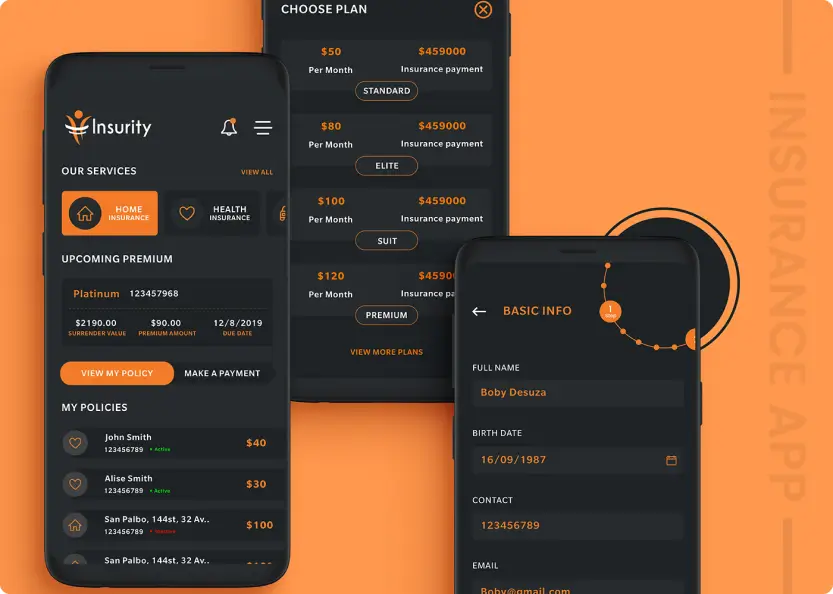 Insurity
OUR SERVICES
VIEW ALL
HOME
INSURANCE
HEALTH
INSURANCE
UPCOMING PREMIUM
Platinum 123457968
$2190.00 $90.00 12/8/2019
SURRENDER VALUE PREMIUM AMOUNT DUE DATE
VIEW MY POLICY MAKE A PAYMENT
MY POLICIES
John Smith
123456789 • Active
$40
Alise Smith
123456789 • Active
$30
San Palbo, 144st, 32 Av..
123456789
$100
San Palbo, 144st, 32 Av..
CHOOSE PLAN
$50 $459000
Per Month Insurance payment
STANDARD
$80 $459000
Per Month Insurance payment
ELITE
$100 $459000
Per Month Insurance payment
SUIT
$120 $4590
Per Month Insurance pa
PREMIUM
VIEW MORE PLANS
BASIC INFO
1
FULL NAME
Boby Desuza
BIRTH DATE
16/09/1987
CONTACT
123456789
EMAIL
Boby@gmail.com
INSURANCE APP